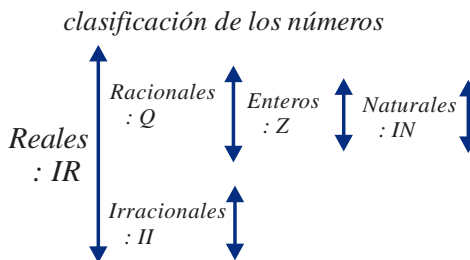 clasificación de los números
Racionales
: Q
Enteros
: Z
Naturales
: IN
Reales
: IR
Irracionales
: II